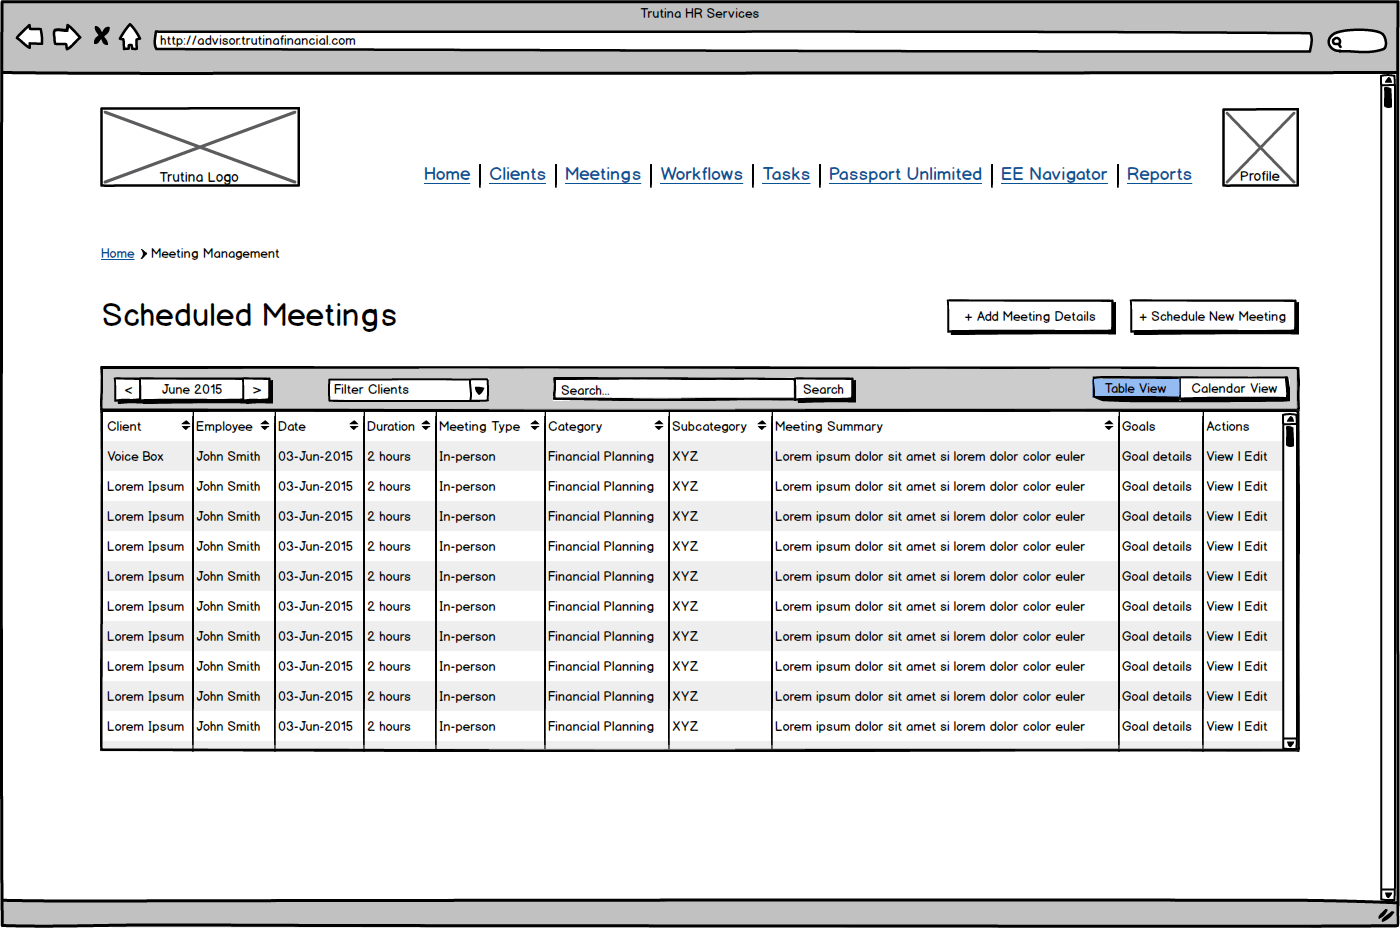 Trutina HR Services
http://advisor.trutinafinancial.com
Trutina Logo
Home | Clients | Meetings | Workflows | Tasks | Passport Unlimited | EE Navigator | Reports
Profile
Home > Meeting Management
Scheduled Meetings
+ Add Meeting Details
+ Schedule New Meeting
< June 2015 > Filter Clients Search... Search Table View Calendar View
Client Employee Date Duration Meeting Type Category Subcategory Meeting Summary Goals Actions
Voice Box John Smith 03-Jun-2015 2 hours In-person Financial Planning XYZ Lorem ipsum dolor sit amet si lorem dolor color euler Goal details View | Edit
Lorem Ipsum John Smith 03-Jun-2015 2 hours In-person Financial Planning XYZ Lorem ipsum dolor sit amet si lorem dolor color euler Goal details View | Edit
Lorem Ipsum John Smith 03-Jun-2015 2 hours In-person Financial Planning XYZ Lorem ipsum dolor sit amet si lorem dolor color euler Goal details View | Edit
Lorem Ipsum John Smith 03-Jun-2015 2 hours In-person Financial Planning XYZ Lorem ipsum dolor sit amet si lorem dolor color euler Goal details View | Edit
Lorem Ipsum John Smith 03-Jun-2015 2 hours In-person Financial Planning XYZ Lorem ipsum dolor sit amet si lorem dolor color euler Goal details View | Edit
Lorem Ipsum John Smith 03-Jun-2015 2 hours In-person Financial Planning XYZ Lorem ipsum dolor sit amet si lorem dolor color euler Goal details View | Edit
Lorem Ipsum John Smith 03-Jun-2015 2 hours In-person Financial Planning XYZ Lorem ipsum dolor sit amet si lorem dolor color euler Goal details View | Edit
Lorem Ipsum John Smith 03-Jun-2015 2 hours In-person Financial Planning XYZ Lorem ipsum dolor sit amet si lorem dolor color euler Goal details View | Edit
Lorem Ipsum John Smith 03-Jun-2015 2 hours In-person Financial Planning XYZ Lorem ipsum dolor sit amet si lorem dolor color euler Goal details View | Edit
Lorem Ipsum John Smith 03-Jun-2015 2 hours In-person Financial Planning XYZ Lorem ipsum dolor sit amet si lorem dolor color euler Goal details View | Edit